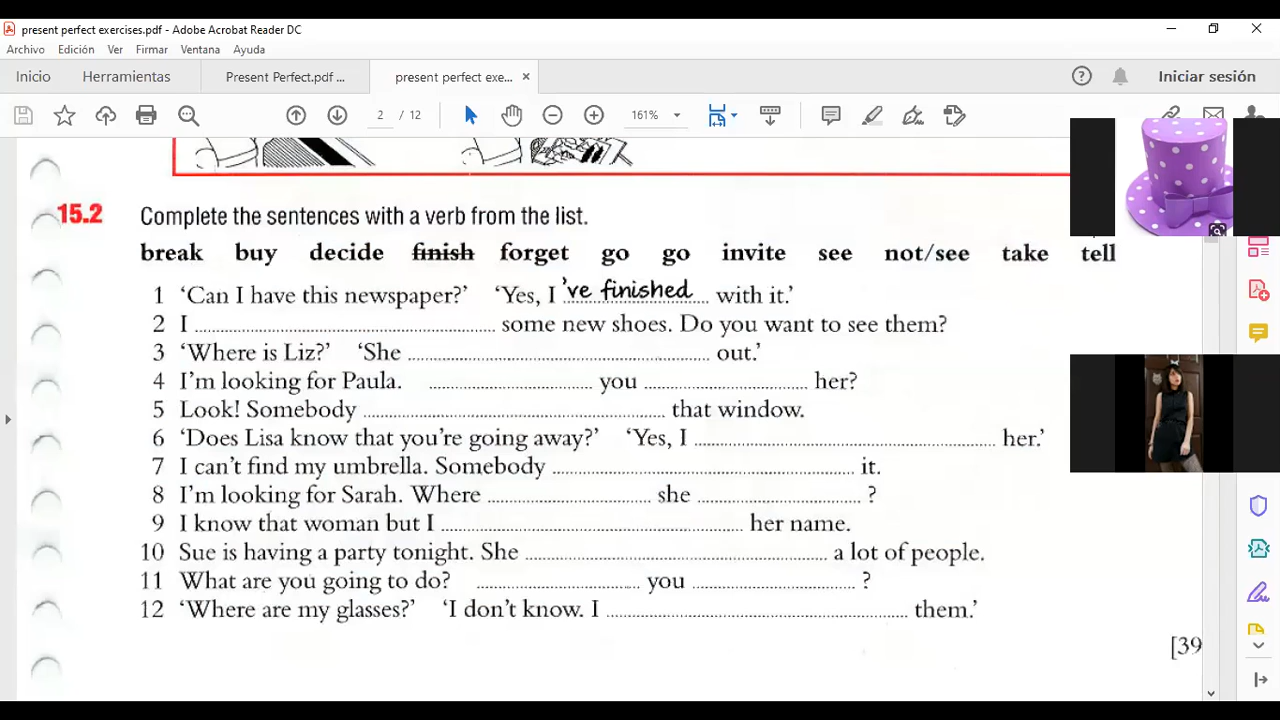 present perfect exercises.pdf - Adobe Acrobat Reader DC
Archivo Edición Ver Firmar Ventana Ayuda
Inicio Herramientas Present Perfect.pdf ... present perfect exe... ×
2 / 12 161%
Iniciar sesión
15.2 Complete the sentences with a verb from the list.
break buy decide finish forget go go invite see not/see take tell
1 ‘Can I have this newspaper?’ ‘Yes, I ’ve finished with it.’
2 I ........ some new shoes. Do you want to see them?
3 ‘Where is Liz?’ ‘She ........ out.’
4 I’m looking for Paula. ........ you ........ her?
5 Look! Somebody ........ that window.
6 ‘Does Lisa know that you’re going away?’ ‘Yes, I ........ her.’
7 I can’t find my umbrella. Somebody ........ it.
8 I’m looking for Sarah. Where ........ she ........ ?
9 I know that woman but I ........ her name.
10 Sue is having a party tonight. She ........ a lot of people.
11 What are you going to do? ........ you ........ ?
12 ‘Where are my glasses?’ ‘I don’t know. I ........ them.’
[39